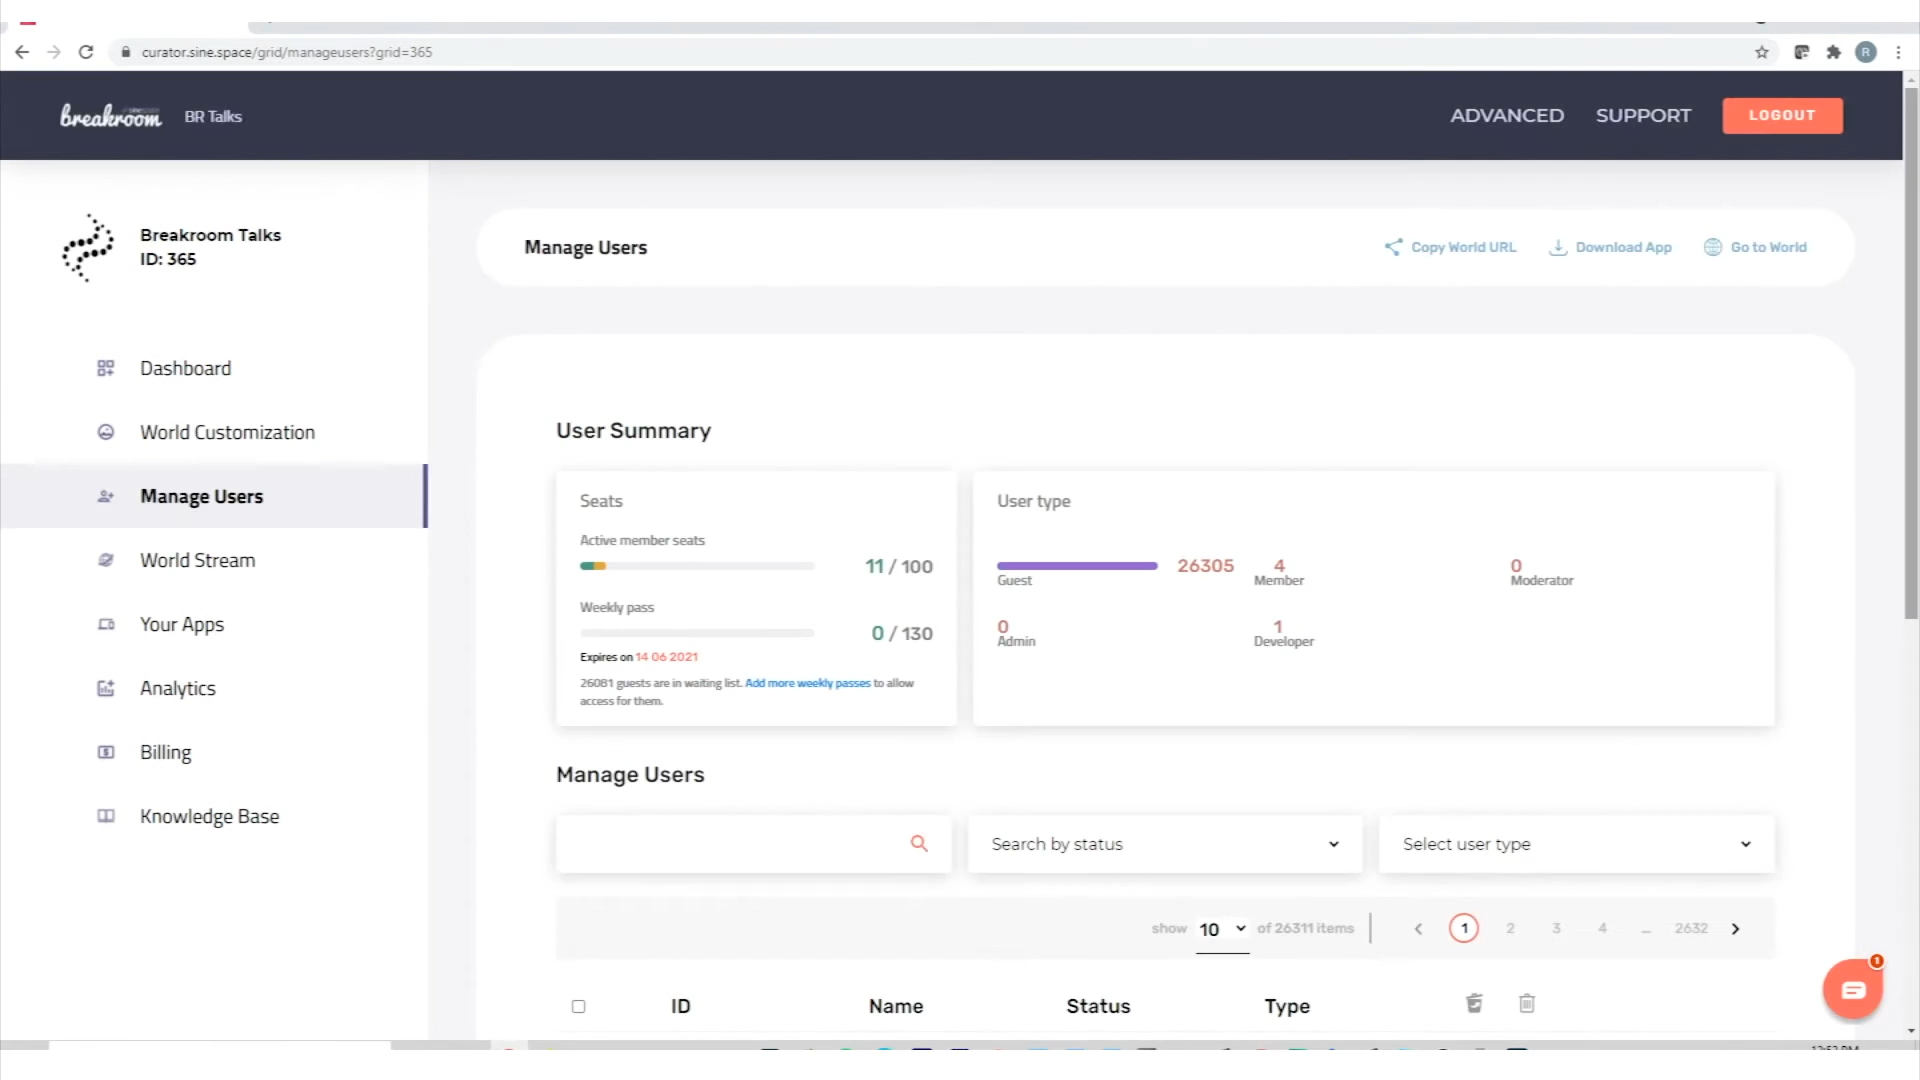 curator.sine.space/grid/manageusers?grid=365
R
breakroom
BR Talks
ADVANCED
SUPPORT
LOGOUT
Breakroom Talks
ID: 365
Manage Users
Copy World URL
Download App
Go to World
Dashboard
World Customization
Manage Users
World Stream
Your Apps
Analytics
Billing
Knowledge Base
User Summary
Seats
Active member seats
11 / 100
Weekly pass
0 / 130
Expires on 14 06 2021
26081 guests are in waiting list. Add more weekly passes to allow
access for them.
User type
26305
Guest
4
Member
0
Moderator
0
Admin
1
Developer
Manage Users
Search by status
Select user type
show 10 of 26311 items
1 2 3 4 ... 2632
1
ID Name Status Type